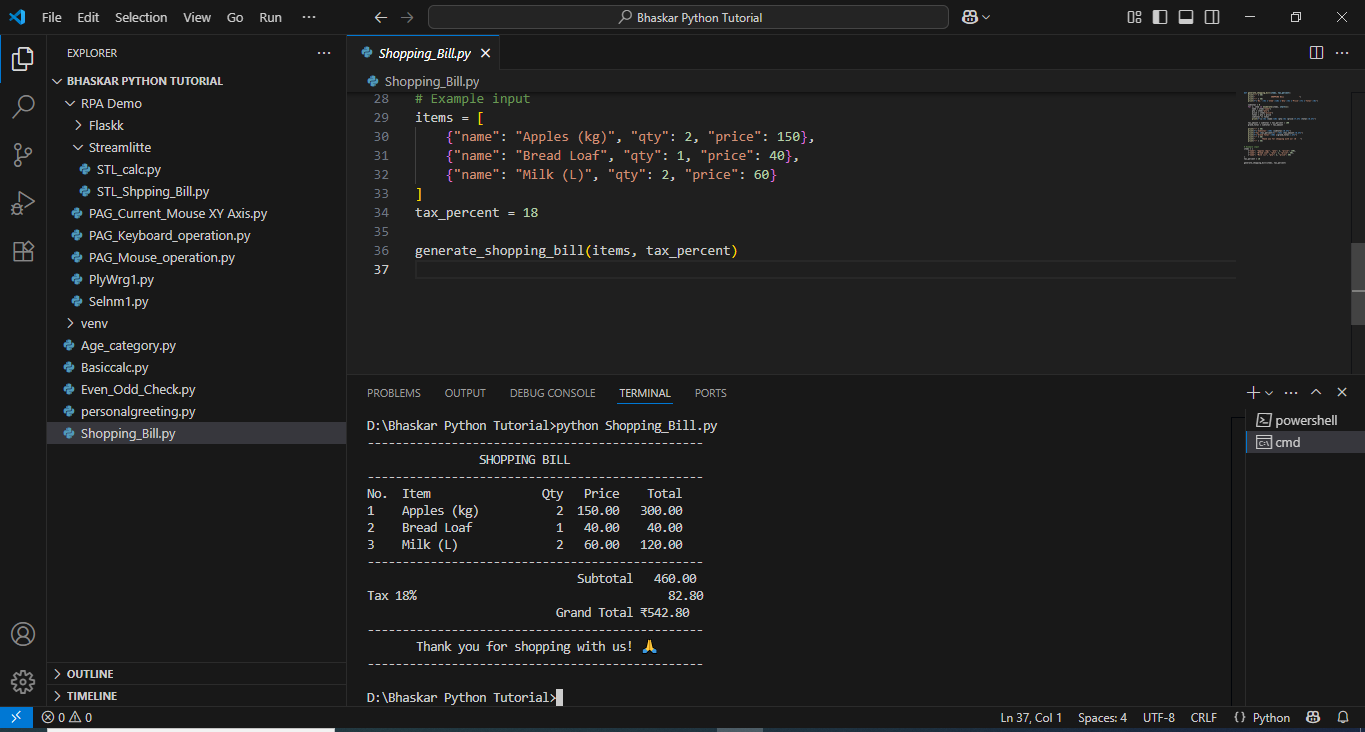 File Edit Selection View Go Run ··· Bhaskar Python Tutorial
EXPLORER ···
BHASKAR PYTHON TUTORIAL
RPA Demo
Flaskk
Streamlitte
STL_calc.py
STL_Shpping_Bill.py
PAG_Current_Mouse XY Axis.py
PAG_Keyboard_operation.py
PAG_Mouse_operation.py
PlyWrg1.py
Selnm1.py
venv
Age_category.py
Basiccalc.py
Even_Odd_Check.py
personalgreeting.py
Shopping_Bill.py
OUTLINE
TIMELINE
Shopping_Bill.py
Shopping_Bill.py
28 # Example input
29 items = [
30 {"name": "Apples (kg)", "qty": 2, "price": 150},
31 {"name": "Bread Loaf", "qty": 1, "price": 40},
32 {"name": "Milk (L)", "qty": 2, "price": 60}
33 ]
34 tax_percent = 18
35
36 generate_shopping_bill(items, tax_percent)
37
PROBLEMS OUTPUT DEBUG CONSOLE TERMINAL PORTS
D:\Bhaskar Python Tutorial>python Shopping_Bill.py
------------------------------------------------
SHOPPING BILL
------------------------------------------------
No. Item Qty Price Total
1 Apples (kg) 2 150.00 300.00
2 Bread Loaf 1 40.00 40.00
3 Milk (L) 2 60.00 120.00
------------------------------------------------
Subtotal 460.00
Tax 18% 82.80
Grand Total ₹542.80
------------------------------------------------
Thank you for shopping with us! 🙏
------------------------------------------------
D:\Bhaskar Python Tutorial>
powershell
cmd
0 0 Ln 37, Col 1 Spaces: 4 UTF-8 CRLF {} Python